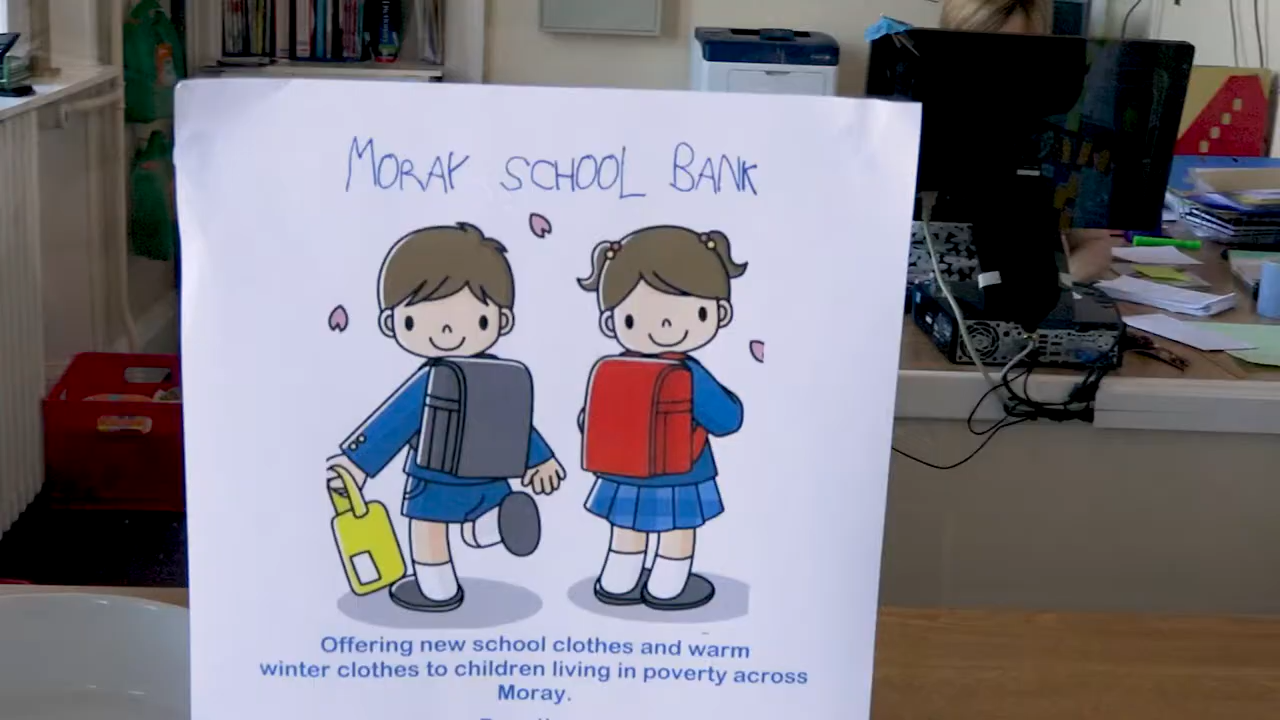 MORAY SCHOOL BANK
Offering new school clothes and warm
winter clothes to children living in poverty across
Moray.